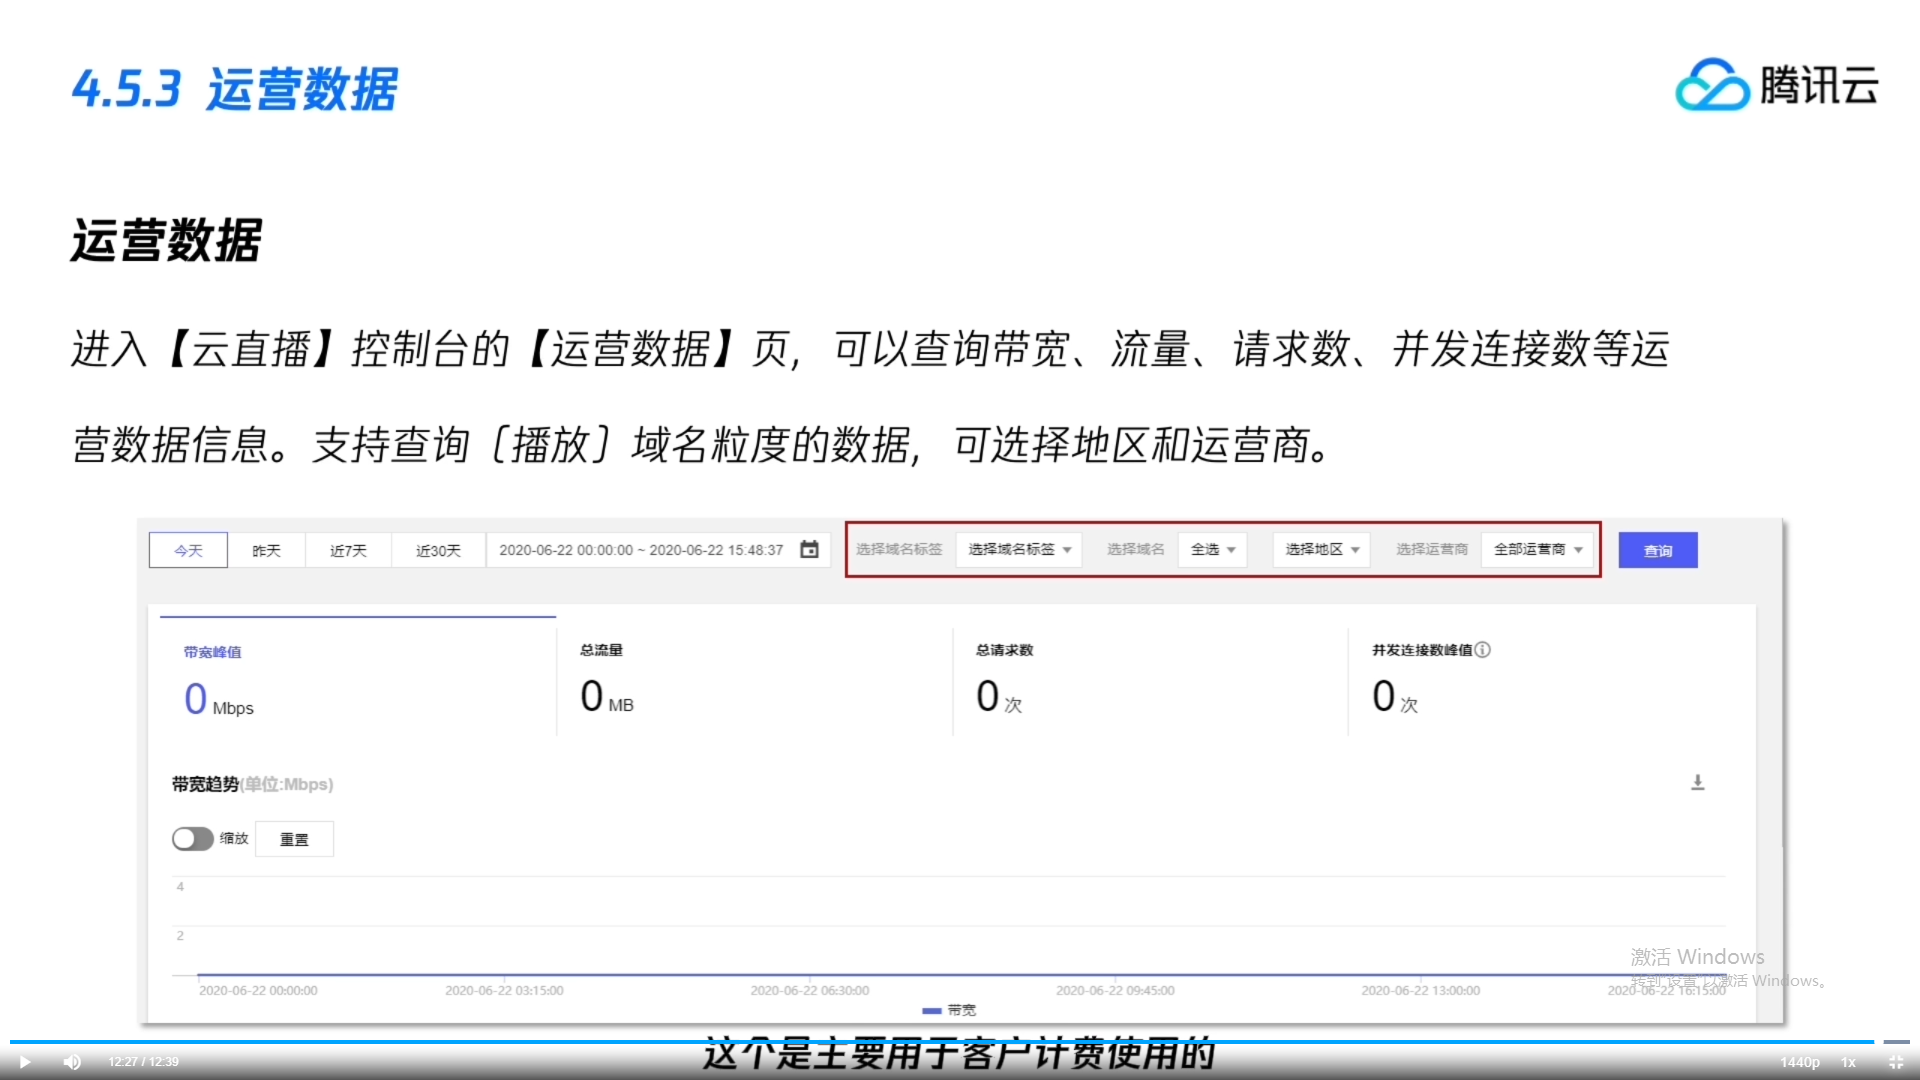 4.5.3 运营数据
腾讯云
运营数据
进入【云直播】控制台的【运营数据】页，可以查询带宽、流量、请求数、并发连接数等运
营数据信息。支持查询〔播放〕域名粒度的数据，可选择地区和运营商。
今天 昨天 近7天 近30天 2020-06-22 00:00:00 ~ 2020-06-22 15:48:37 选择域名标签 选择域名标签 选择域名 全选 选择地区 选择运营商 全部运营商 查询
带宽峰值 总流量 总请求数 并发连接数峰值
0 Mbps 0 MB 0 次 0 次
带宽趋势(单位:Mbps)
缩放 重置
4
2
激活 Windows
转到"设置"以激活 Windows。
2020-06-22 00:00:00 2020-06-22 03:15:00 2020-06-22 06:30:00 2020-06-22 09:45:00 2020-06-22 13:00:00 2020-06-22 16:15:00
带宽
这个是主要用于客户计费使用的
12:27 / 12:39 1440p 1x